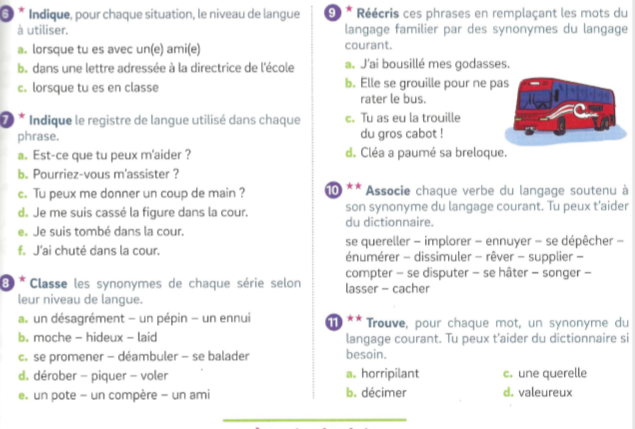 6 * Indique, pour chaque situation, le niveau de langue
à utiliser.
a. lorsque tu es avec un(e) ami(e)
b. dans une lettre adressée à la directrice de l'école
c. lorsque tu es en classe
7 * Indique le registre de langue utilisé dans chaque
phrase.
a. Est-ce que tu peux m'aider ?
b. Pourriez-vous m'assister ?
c. Tu peux me donner un coup de main ?
d. Je me suis cassé la figure dans la cour.
e. Je suis tombé dans la cour.
f. J'ai chuté dans la cour.
8 * Classe les synonymes de chaque série selon
leur niveau de langue.
a. un désagrément – un pépin – un ennui
b. moche – hideux – laid
c. se promener – déambuler – se balader
d. dérober – piquer – voler
e. un pote – un compère – un ami
9 * Réécris ces phrases en remplaçant les mots du
langage familier par des synonymes du langage
courant.
a. J'ai bousillé mes godasses.
b. Elle se grouille pour ne pas
rater le bus.
c. Tu as eu la trouille
du gros cabot !
d. Cléa a paumé sa breloque.
10 ** Associe chaque verbe du langage soutenu à
son synonyme du langage courant. Tu peux t'aider
du dictionnaire.
se quereller – implorer – ennuyer – se dépêcher –
énumérer – dissimuler – rêver – supplier –
compter – se disputer – se hâter – songer –
lasser – cacher
11 ** Trouve, pour chaque mot, un synonyme du
langage courant. Tu peux t'aider du dictionnaire si
besoin.
a. horripilant
c. une querelle
b. décimer
d. valeureux